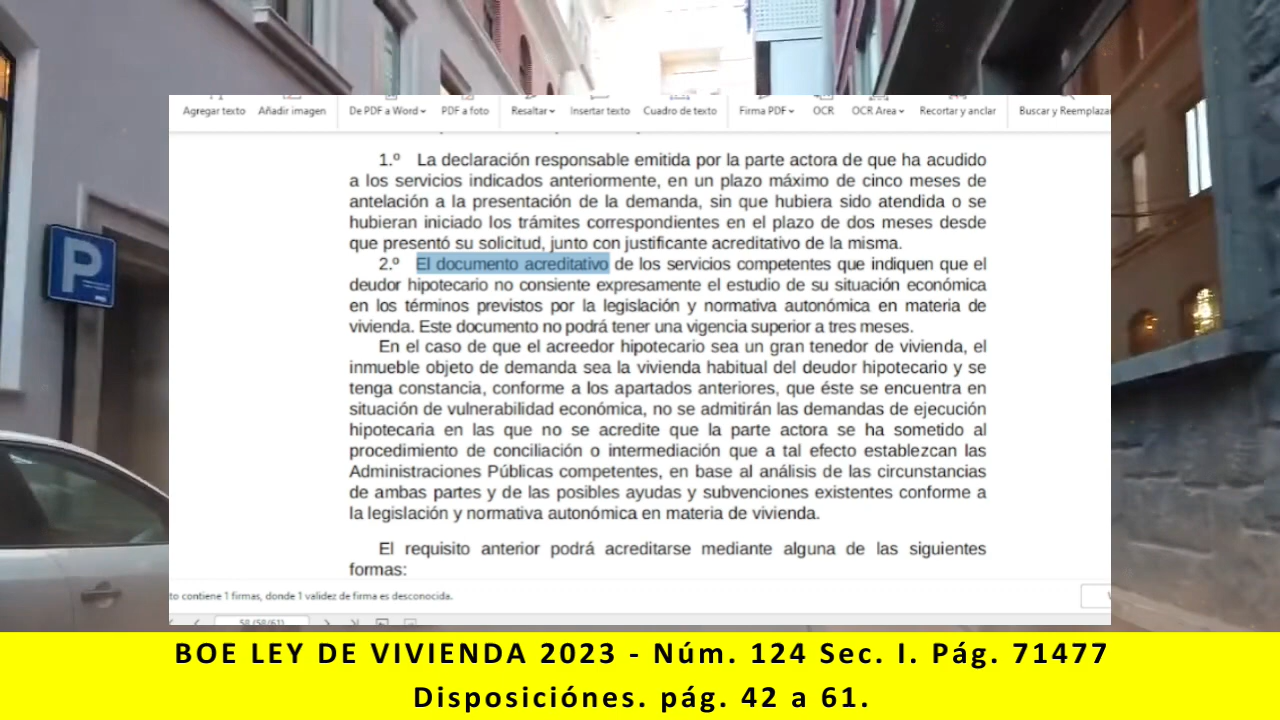 Agregar texto Añadir imagen De PDF a Word PDF a foto Resaltar Insertar texto Cuadro de texto Firma PDF OCR OCR Area Recortar y anclar Buscar y Reemplaza
1.º La declaración responsable emitida por la parte actora de que ha acudido
a los servicios indicados anteriormente, en un plazo máximo de cinco meses de
antelación a la presentación de la demanda, sin que hubiera sido atendida o se
hubieran iniciado los trámites correspondientes en el plazo de dos meses desde
que presentó su solicitud, junto con justificante acreditativo de la misma.
2.º El documento acreditativo de los servicios competentes que indiquen que el
deudor hipotecario no consiente expresamente el estudio de su situación económica
en los términos previstos por la legislación y normativa autonómica en materia de
vivienda. Este documento no podrá tener una vigencia superior a tres meses.
En el caso de que el acreedor hipotecario sea un gran tenedor de vivienda, el
inmueble objeto de demanda sea la vivienda habitual del deudor hipotecario y se
tenga constancia, conforme a los apartados anteriores, que éste se encuentra en
situación de vulnerabilidad económica, no se admitirán las demandas de ejecución
hipotecaria en las que no se acredite que la parte actora se ha sometido al
procedimiento de conciliación o intermediación que a tal efecto establezcan las
Administraciones Públicas competentes, en base al análisis de las circunstancias
de ambas partes y de las posibles ayudas y subvenciones existentes conforme a
la legislación y normativa autonómica en materia de vivienda.
El requisito anterior podrá acreditarse mediante alguna de las siguientes
formas:
to contiene 1 firmas, donde 1 validez de firma es desconocida.
58 (58/61)
P
BOE LEY DE VIVIENDA 2023 - Núm. 124 Sec. I. Pág. 71477
Disposiciónes. pág. 42 a 61.